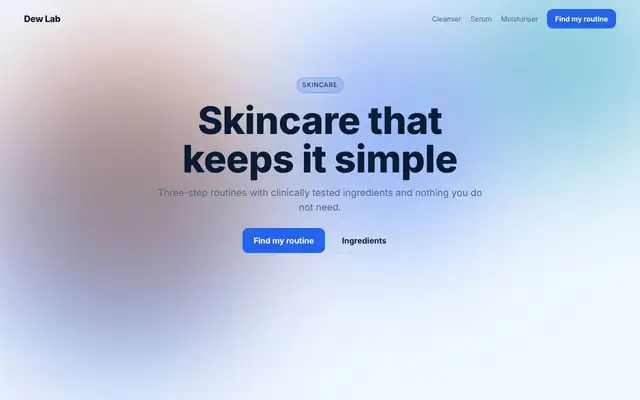 Dew Lab
Cleanser Serum Moisturiser Find my routine
SKINCARE
Skincare that
keeps it simple
Three-step routines with clinically tested ingredients and nothing you do
not need.
Find my routine Ingredients